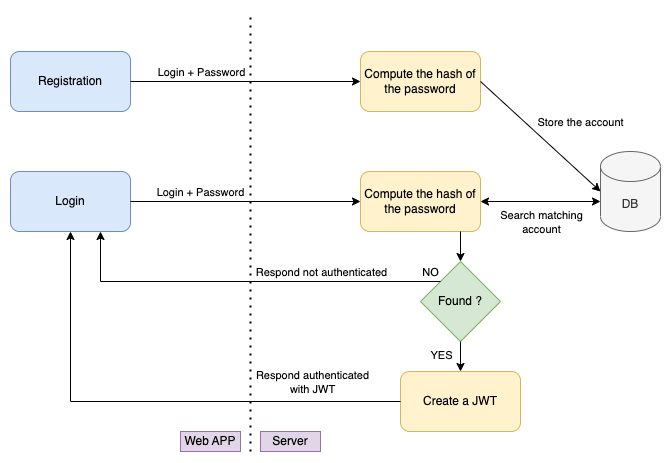 Registration
Login + Password
Compute the hash of
the password
Store the account
Login
Login + Password
Compute the hash of
the password
DB
Search matching
account
Respond not authenticated
NO
Found ?
YES
Respond authenticated
with JWT
Create a JWT
Web APP
Server